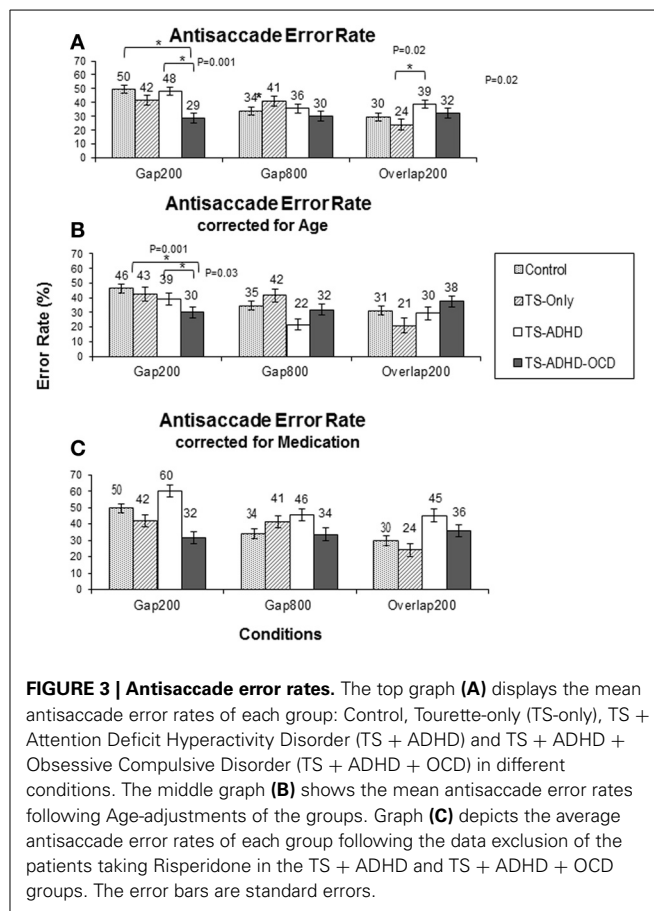 A
Antisaccade Error Rate
* P=0.02
* P=0.001 * P=0.02
60
50
40
30
20
10
0
50 42 48 29
34* 41 36 30
30 24 39 32
Gap200 Gap800 Overlap200
B
Antisaccade Error Rate
corrected for Age
P=0.001
*
* P=0.03
60
50
40
30
20
10
0
46 43 39 30
35 42 22 32
31 21 30 38
Gap200 Gap800 Overlap200
Error Rate (%)
Control
TS-Only
TS-ADHD
TS-ADHD-OCD
C
Antisaccade Error Rate
corrected for Medication
70
60
50
40
30
20
10
0
50 42 60 32
34 41 46 34
30 24 45 36
Gap200 Gap800 Overlap200
Conditions
FIGURE 3 | Antisaccade error rates. The top graph (A) displays the mean
antisaccade error rates of each group: Control, Tourette-only (TS-only), TS +
Attention Deficit Hyperactivity Disorder (TS + ADHD) and TS + ADHD +
Obsessive Compulsive Disorder (TS + ADHD + OCD) in different
conditions. The middle graph (B) shows the mean antisaccade error rates
following Age-adjustments of the groups. Graph (C) depicts the average
antisaccade error rates of each group following the data exclusion of the
patients taking Risperidone in the TS + ADHD and TS + ADHD + OCD
groups. The error bars are standard errors.